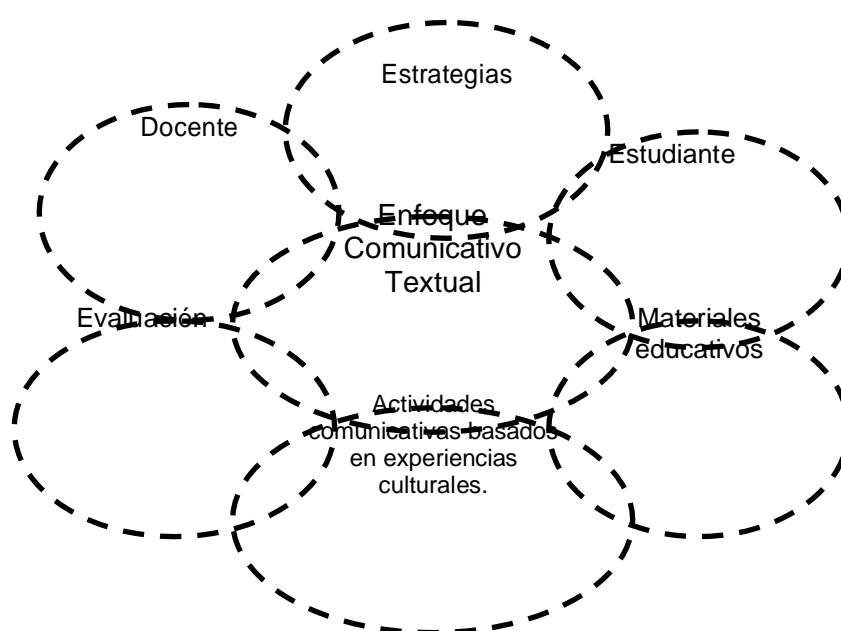 Estrategias
Docente
Estudiante
Enfoque
Comunicativo
Textual
Evaluación
Materiales
educativos
Actividades
comunicativas basados
en experiencias
culturales.